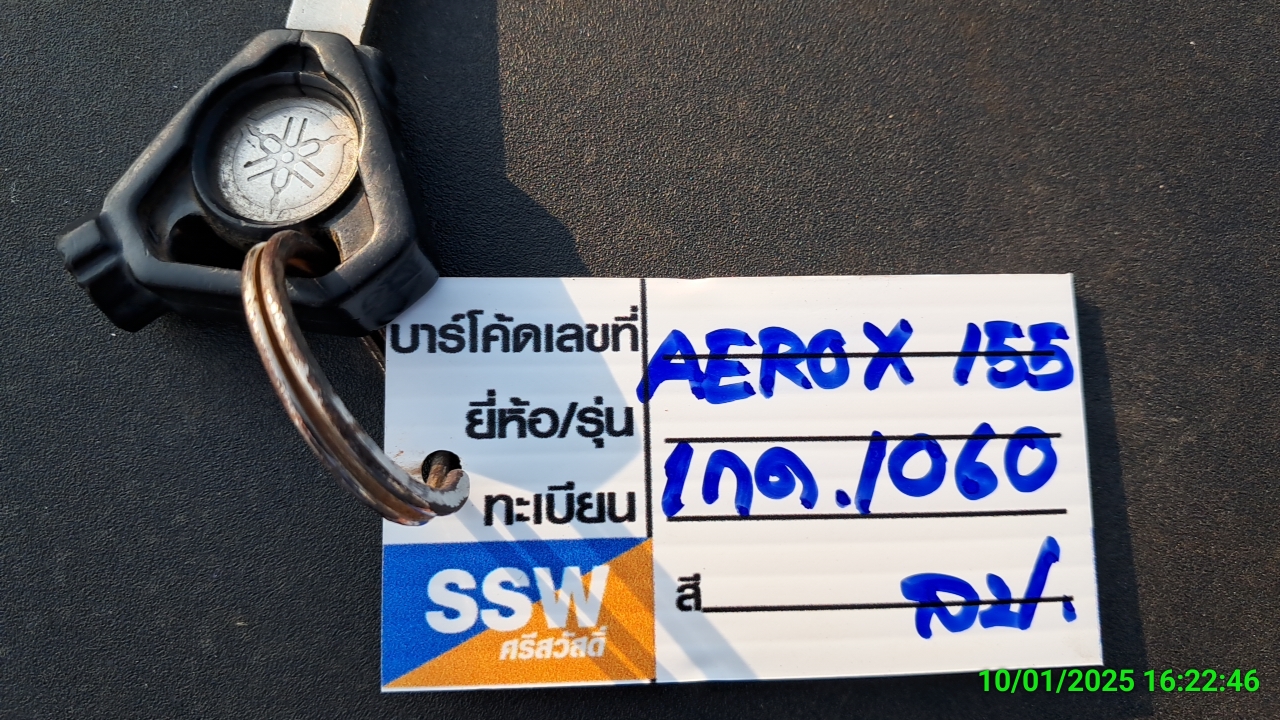 บาร์โค้ดเลขที่ AEROX 155
ยี่ห้อ/รุ่น
ทะเบียน 1กด.1060
SSW
ศรีสวัสดิ์
สี ลป.
10/01/2025 16:22:46